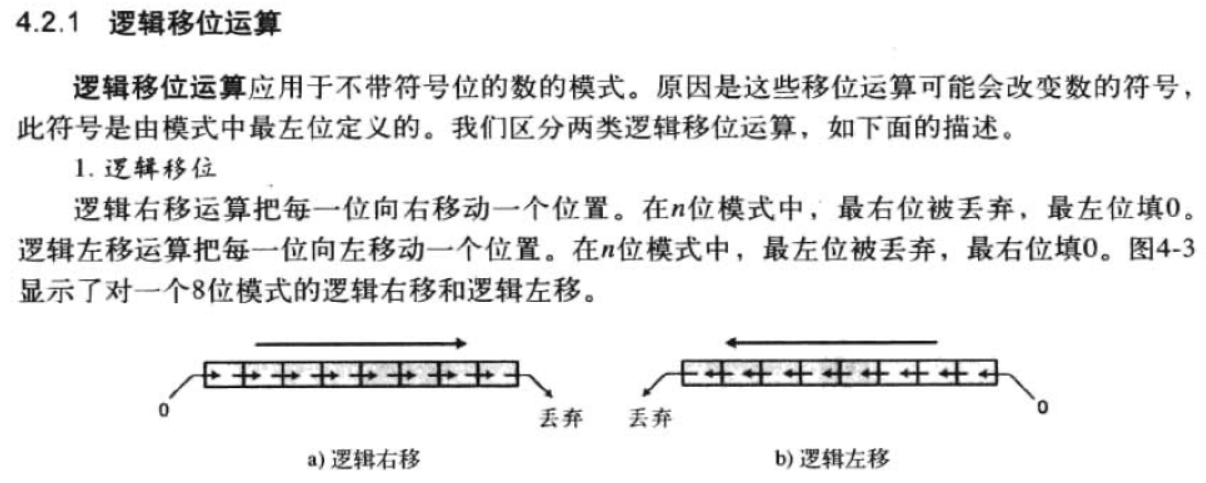 4.2.1 逻辑移位运算
逻辑移位运算应用于不带符号位的数的模式。原因是这些移位运算可能会改变数的符号，
此符号是由模式中最左位定义的。我们区分两类逻辑移位运算，如下面的描述。
1. 逻辑移位
逻辑右移运算把每一位向右移动一个位置。在n位模式中，最右位被丢弃，最左位填0。
逻辑左移运算把每一位向左移动一个位置。在n位模式中，最左位被丢弃，最右位填0。图4-3
显示了对一个8位模式的逻辑右移和逻辑左移。
0 丢弃 丢弃 0
a) 逻辑右移 b) 逻辑左移